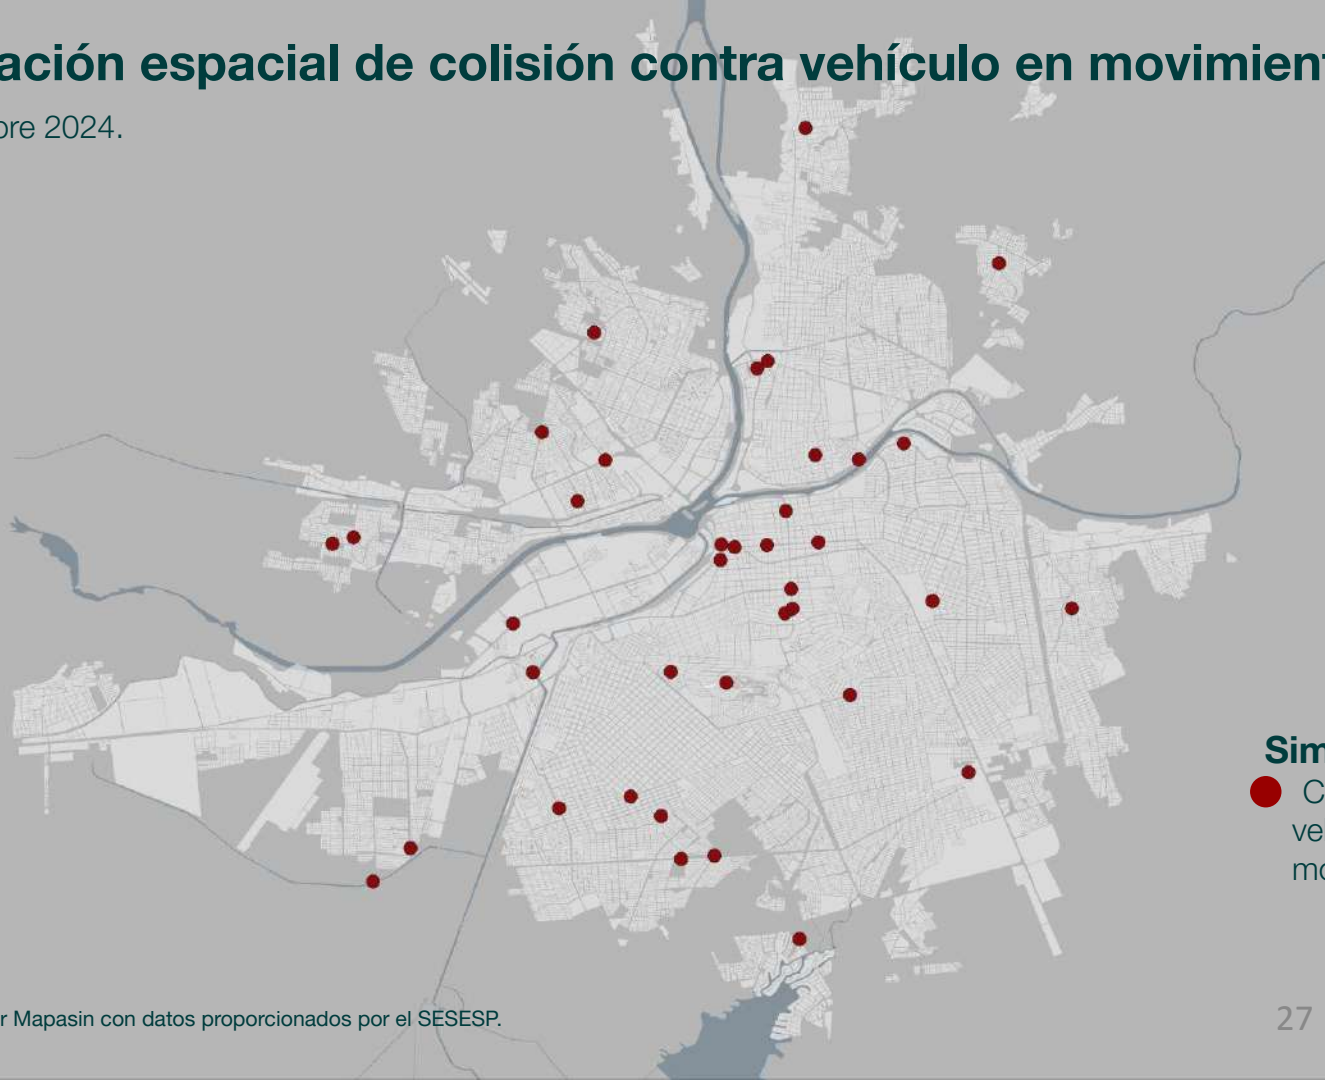 ación espacial de colisión contra vehículo en movimient
bre 2024.
Sim
C
ve
mo
r Mapasin con datos proporcionados por el SESESP.
27